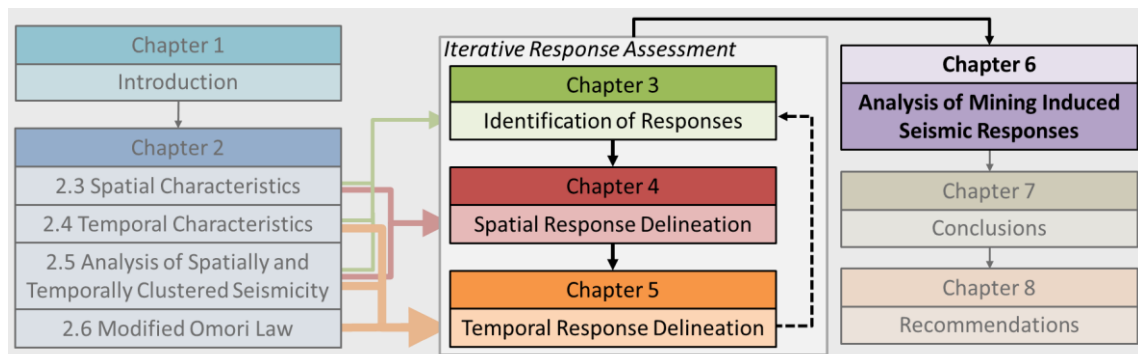 Chapter 1
Introduction
Chapter 2
2.3 Spatial Characteristics
2.4 Temporal Characteristics
2.5 Analysis of Spatially and
Temporally Clustered Seismicity
2.6 Modified Omori Law
Iterative Response Assessment
Chapter 3
Identification of Responses
Chapter 4
Spatial Response Delineation
Chapter 5
Temporal Response Delineation
Chapter 6
Analysis of Mining Induced
Seismic Responses
Chapter 7
Conclusions
Chapter 8
Recommendations